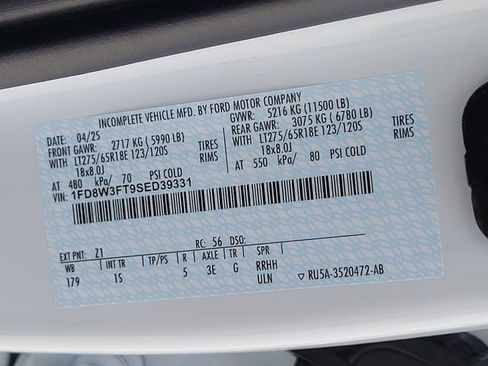 INCOMPLETE VEHICLE MFD. BY FORD MOTOR COMPANY
04/25 GVWR: 5216 KG (11500 LB)
FRONT GAWR: 2717 KG (5990 LB) REAR GAWR: 3075 KG (6780 LB)
WITH LT275/65R18E 123/120S TIRES WITH LT275/65R18E 123/120S TIRES
18x8.0J RIMS 18x8.0J RIMS
AT 480 kPa/ 70 PSI COLD AT 550 kPa/ 80 PSI COLD
VIN: 1FD8W3FT9SED39331
EXT PNT: Z1 RC: 56 DSO:
WB INT TR TP/PS R AXLE TR SPR
179 1S 5 3E G RRHH
ULN ▽ RU5A-3520472-AB